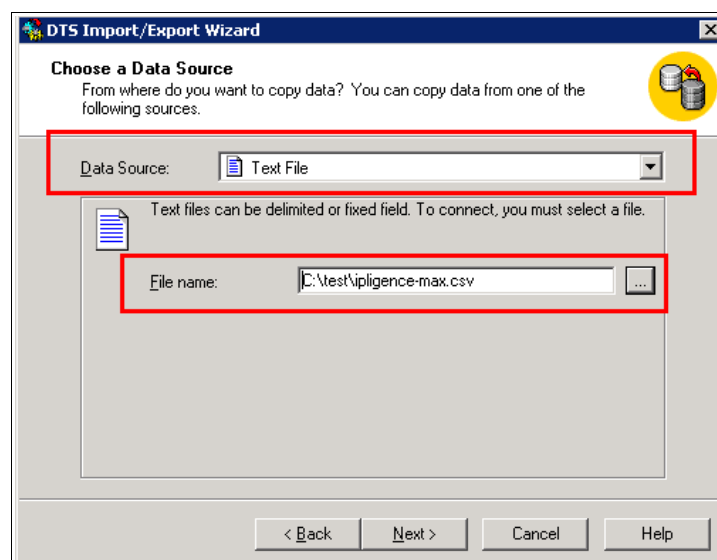 DTS Import/Export Wizard
Choose a Data Source
From where do you want to copy data? You can copy data from one of the
following sources.
Data Source: Text File
Text files can be delimited or fixed field. To connect, you must select a file.
File name: C:\test\ipligence-max.csv ...
< Back Next > Cancel Help